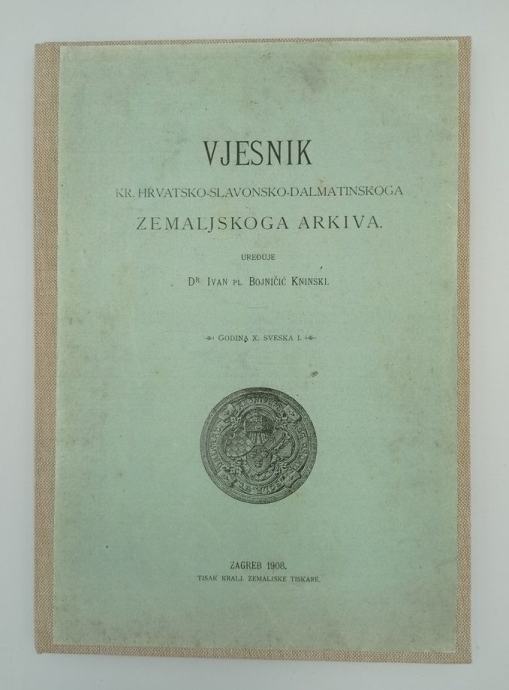 VJESNIK
KR. HRVATSKO-SLAVONSKO-DALMATINSKOGA
ZEMALJSKOGA ARKIVA.
UREĐUJE
DR. IVAN PL. BOJNIČIĆ KNINSKI.
GODINA X. SVESKA I.
ZAGREB 1908.
TISAK KRALJ. ZEMALJSKE TISKARE.